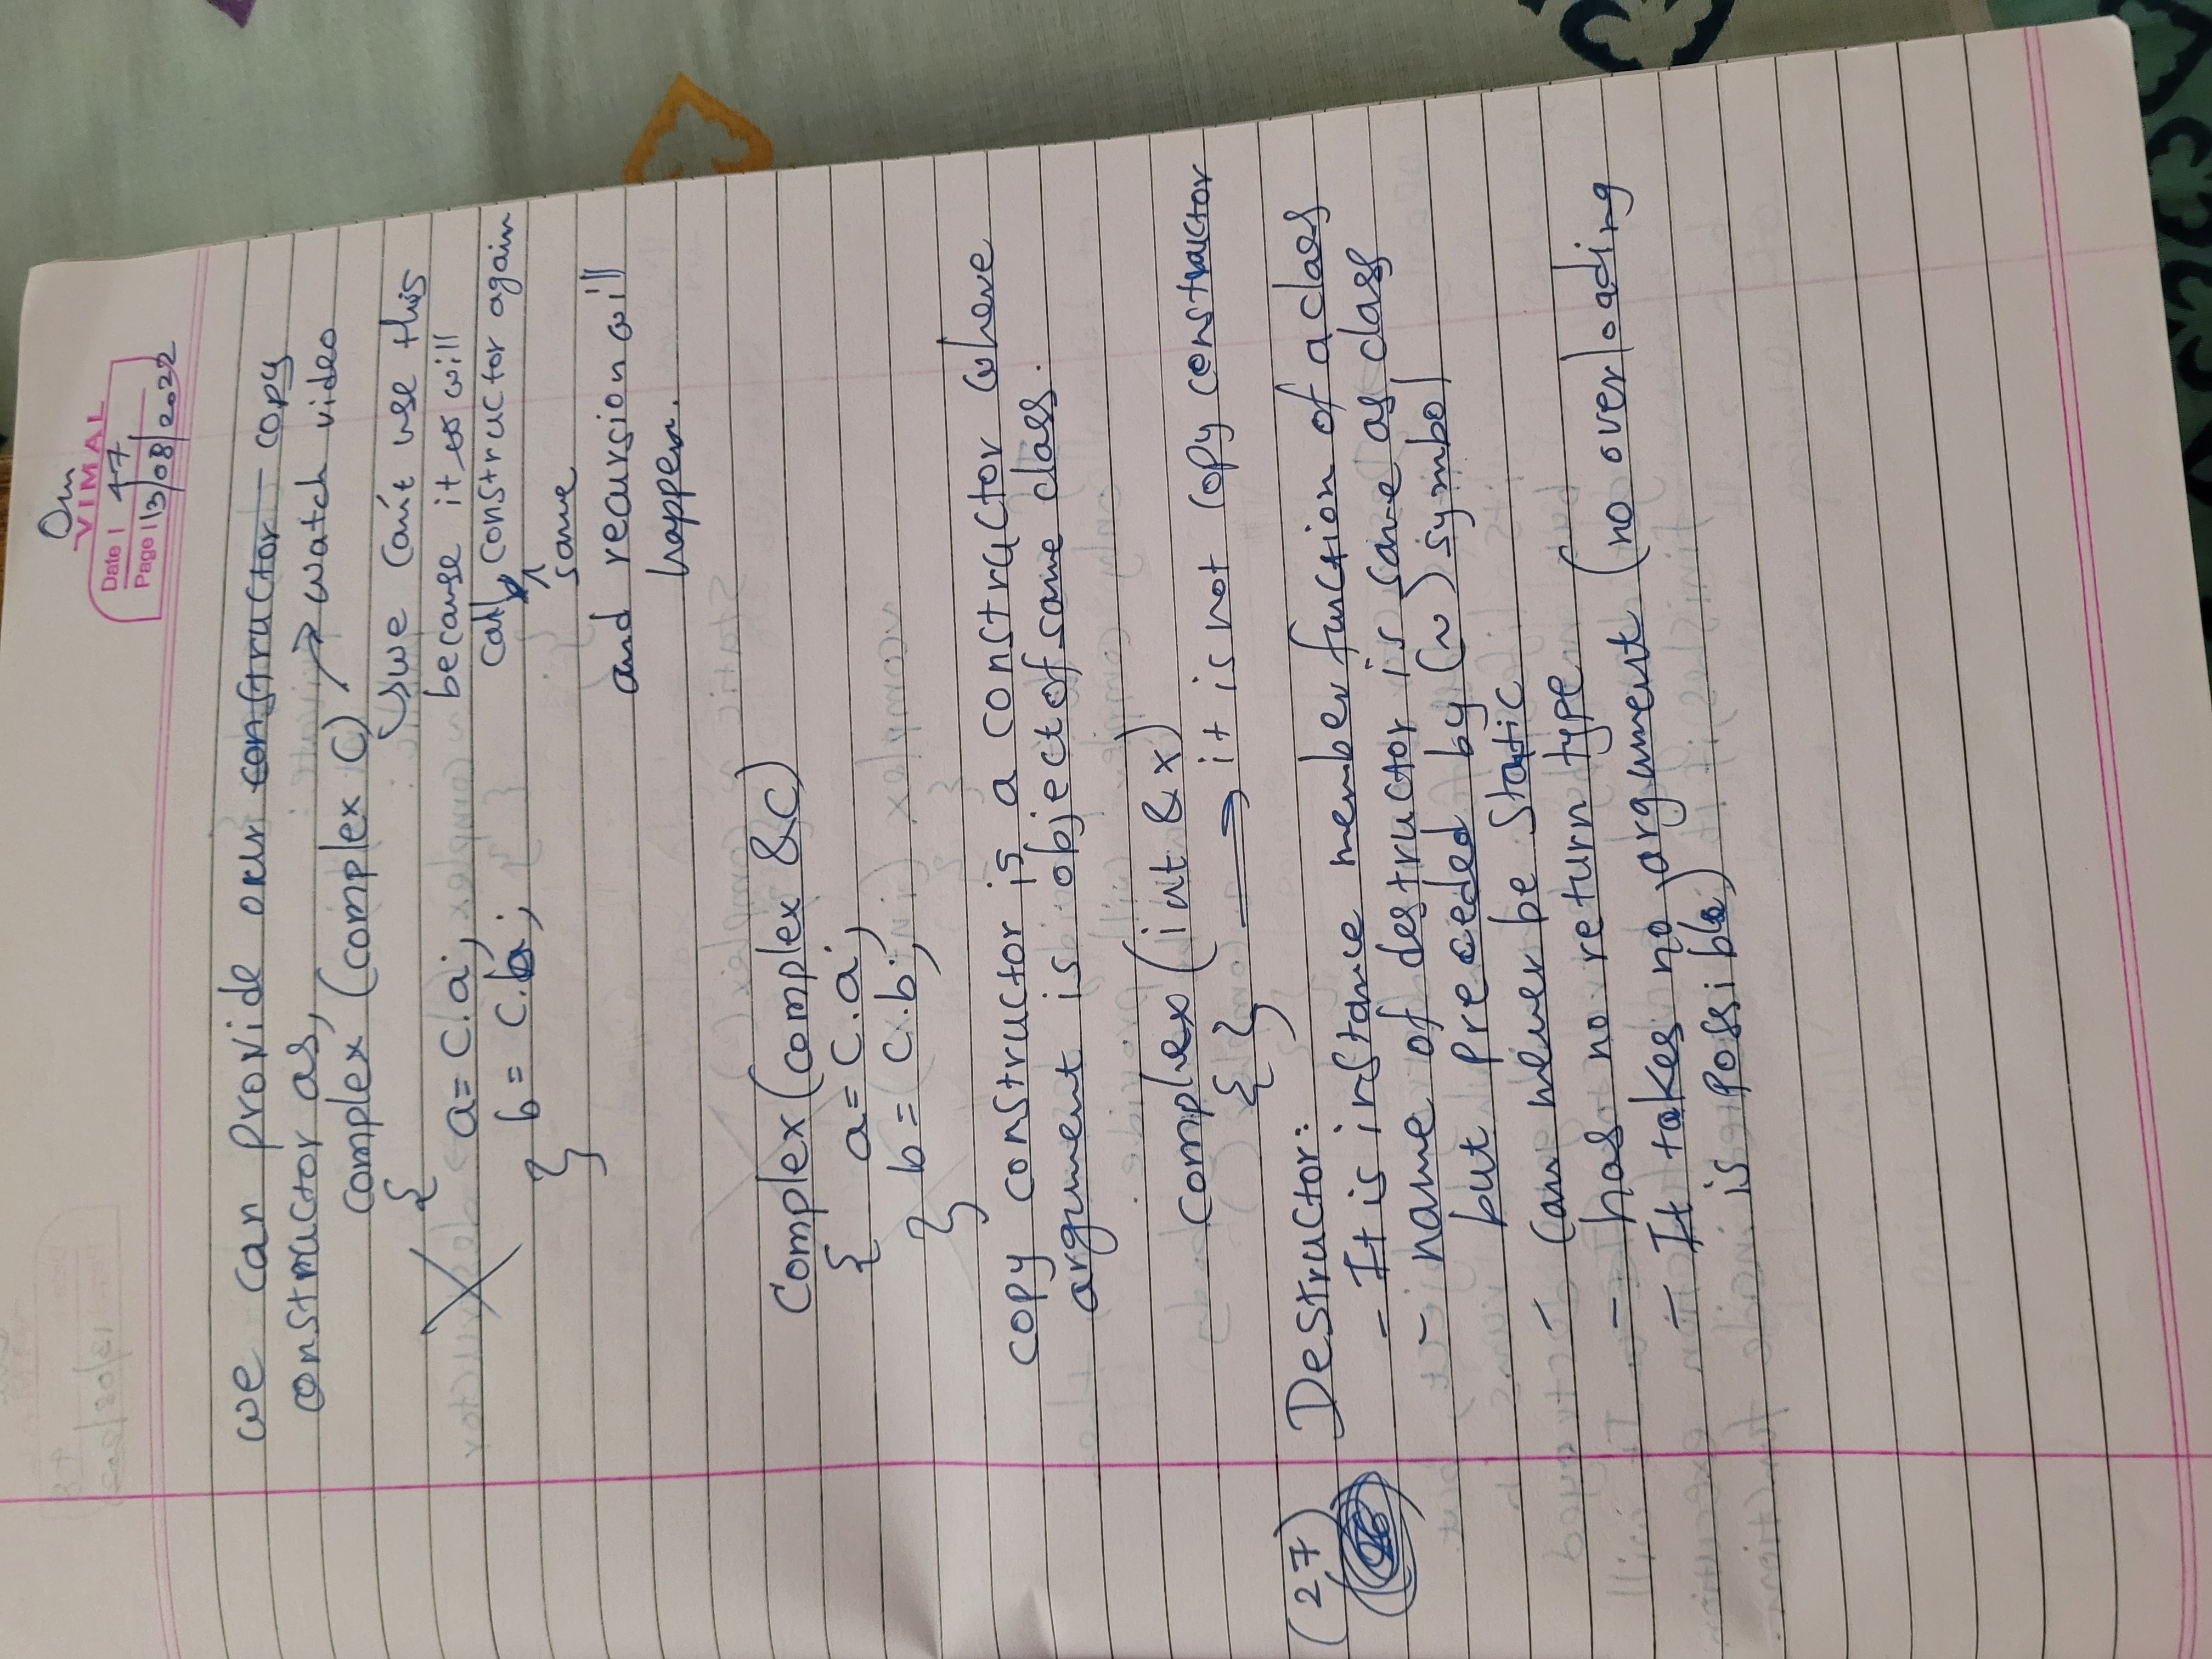 Om
VIMAL
Date 47
Page 13/08/2022
we can provide our constructor copy
constructor as,
complex (complex C) → watch video
{
a = C.a;
b = C.b;
}
↳ we can't use this
because it will
call constructor again
same
and recursion will
happen.
Complex (complex &C)
{ a = C.a;
b = C.b;
}
copy constructor is a constructor where
argument is object of same class.
complex (int &x)
{ } → it is not copy constructor
(27) Destructor:
26
- It is instance member function of a class
- name of destructor is same as class
but preceded by (~) symbol
- can never be static
- has no return type
- It takes no argument (no overloading
is possible)